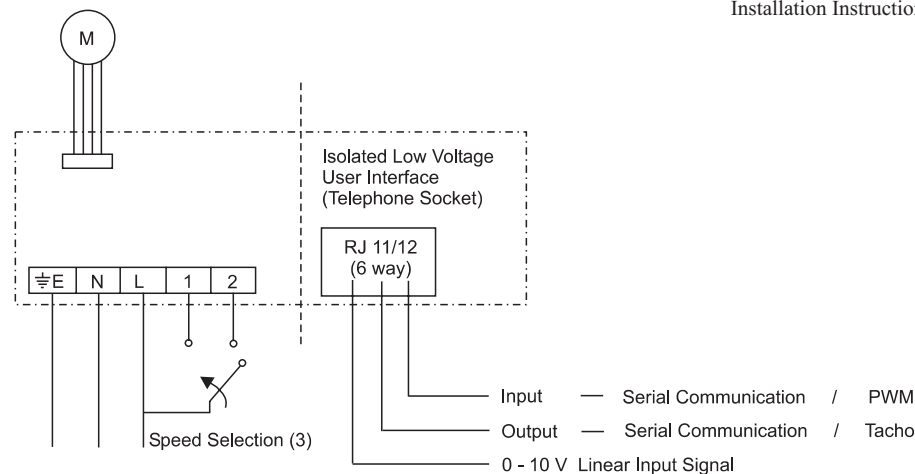 Installation Instruction
M
Isolated Low Voltage
User Interface
(Telephone Socket)
RJ 11/12
(6 way)
E N L 1 2
Input — Serial Communication / PWM
Speed Selection (3)
Output — Serial Communication / Tacho
0 - 10 V Linear Input Signal